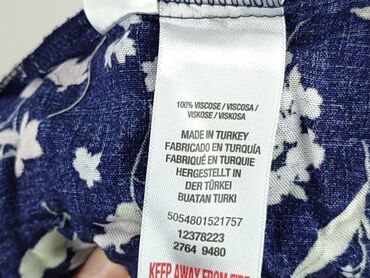 100% VISCOSE / VISCOSA /
VISKOSE / VISKOSA
MADE IN TURKEY
FABRICADO EN TURQUÍA
FABRIQUÉ EN TURQUIE
HERGESTELLT IN
DER TÜRKEI
BUATAN TURKI
5054801521757
12378223
2764 9480
KEEP AWAY FROM FIRE